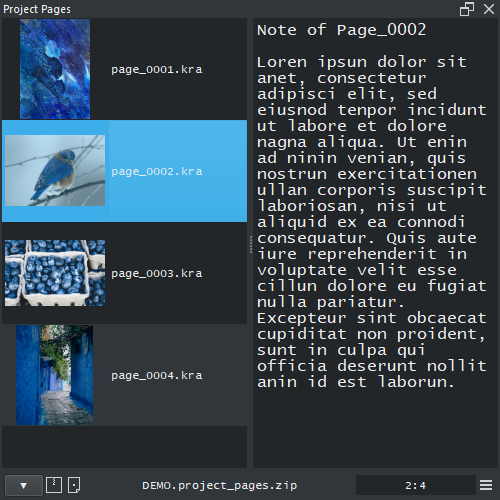 Project Pages
page_0001.kra
page_0002.kra
page_0003.kra
page_0004.kra
Note of Page_0002
Loren ipsun dolor sit
anet, consectetur
adipisci elit, sed
eiusnod tenpor incidunt
ut labore et dolore
nagna aliqua. Ut enin
ad ninin venian, quis
nostrun exercitationen
ullan corporis suscipit
laboriosan, nisi ut
aliquid ex ea connodi
consequatur. Quis aute
iure reprehenderit in
voluptate velit esse
cillun dolore eu fugiat
nulla pariatur.
Excepteur sint obcaecat
cupiditat non proident,
sunt in culpa qui
officia deserunt nollit
anin id est laborun.
DEMO.project_pages.zip
2:4